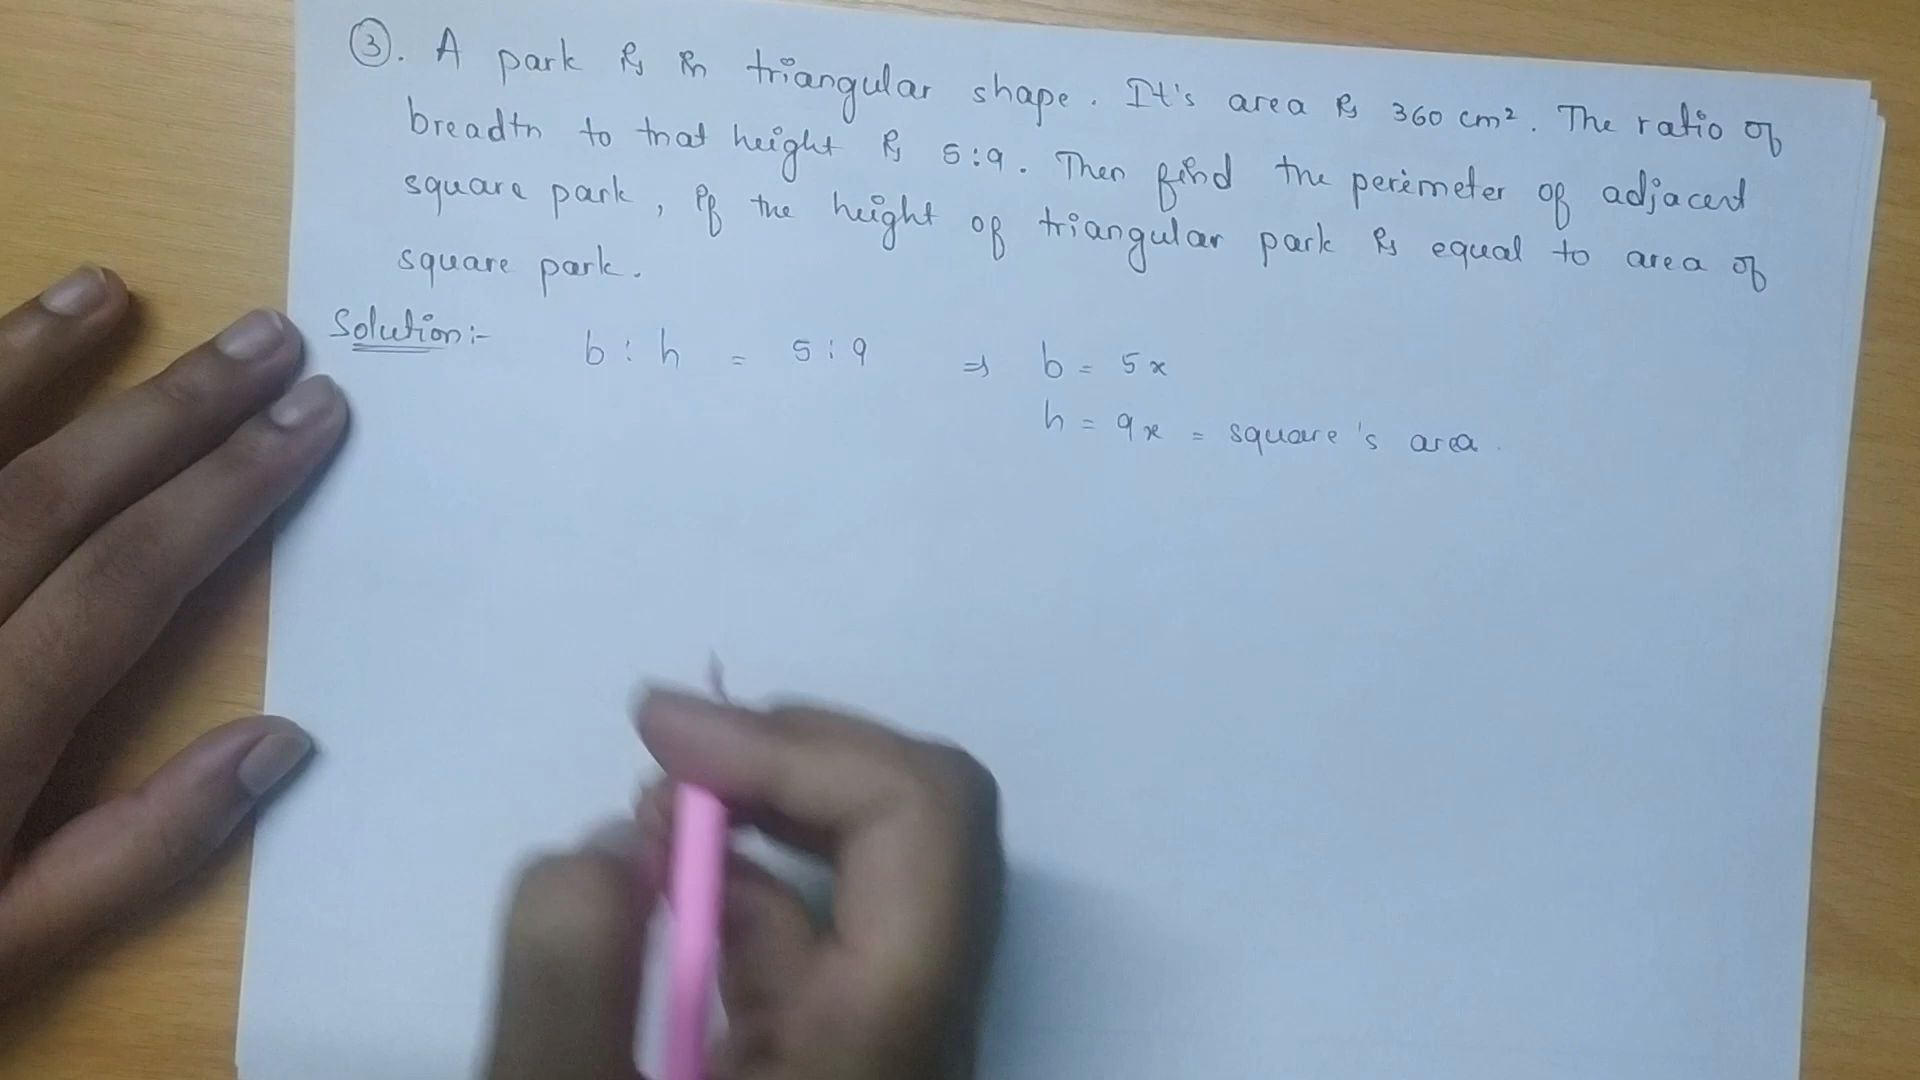 ③. A park is in triangular shape. It's area is 360 cm². The ratio of
breadth to that height is 5:9. Then find the perimeter of adjacent
square park, if the height of triangular park is equal to area of
square park.
Solution:- b : h = 5 : 9 ⇒ b = 5x
h = 9x = square's area.